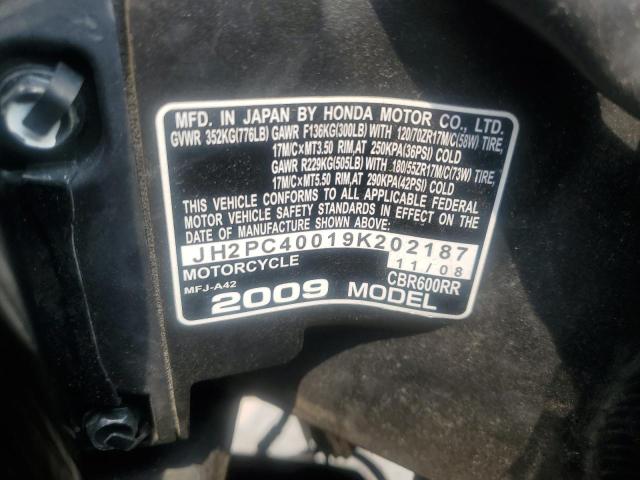 MFD. IN JAPAN BY HONDA MOTOR CO., LTD.
GVWR 352KG(776LB) GAWR F136KG(300LB)WITH 120/70ZR17M/C(58W) TIRE,
17M/C×MT3.50 RIM,AT 250KPA(36PSI) COLD
GAWR R229KG(505LB)WITH 180/55ZR17M/C(73W) TIRE,
17M/C×MT5.50 RIM,AT 290KPA(42PSI) COLD
THIS VEHICLE CONFORMS TO ALL APPLICABLE FEDERAL
MOTOR VEHICLE SAFETY STANDARDS IN EFFECT ON THE
DATE OF MANUFACTURE SHOWN BELOW.
JH2PC40019K202187
MOTORCYCLE 11/08
MFJ-A42 CBR600RR
2009 MODEL